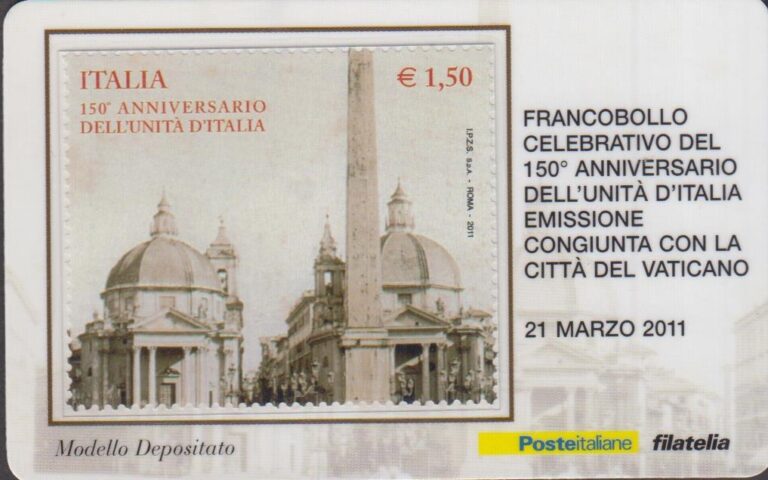 ITALIA
€ 1,50
150° ANNIVERSARIO
DELL'UNITÀ D'ITALIA
I.P.Z.S. S.p.A. - ROMA - 2011
FRANCOBOLLO
CELEBRATIVO DEL
150° ANNIVERSARIO
DELL'UNITÀ D'ITALIA
EMISSIONE
CONGIUNTA CON LA
CITTÀ DEL VATICANO
21 MARZO 2011
Modello Depositato
Posteitaliane filatelia